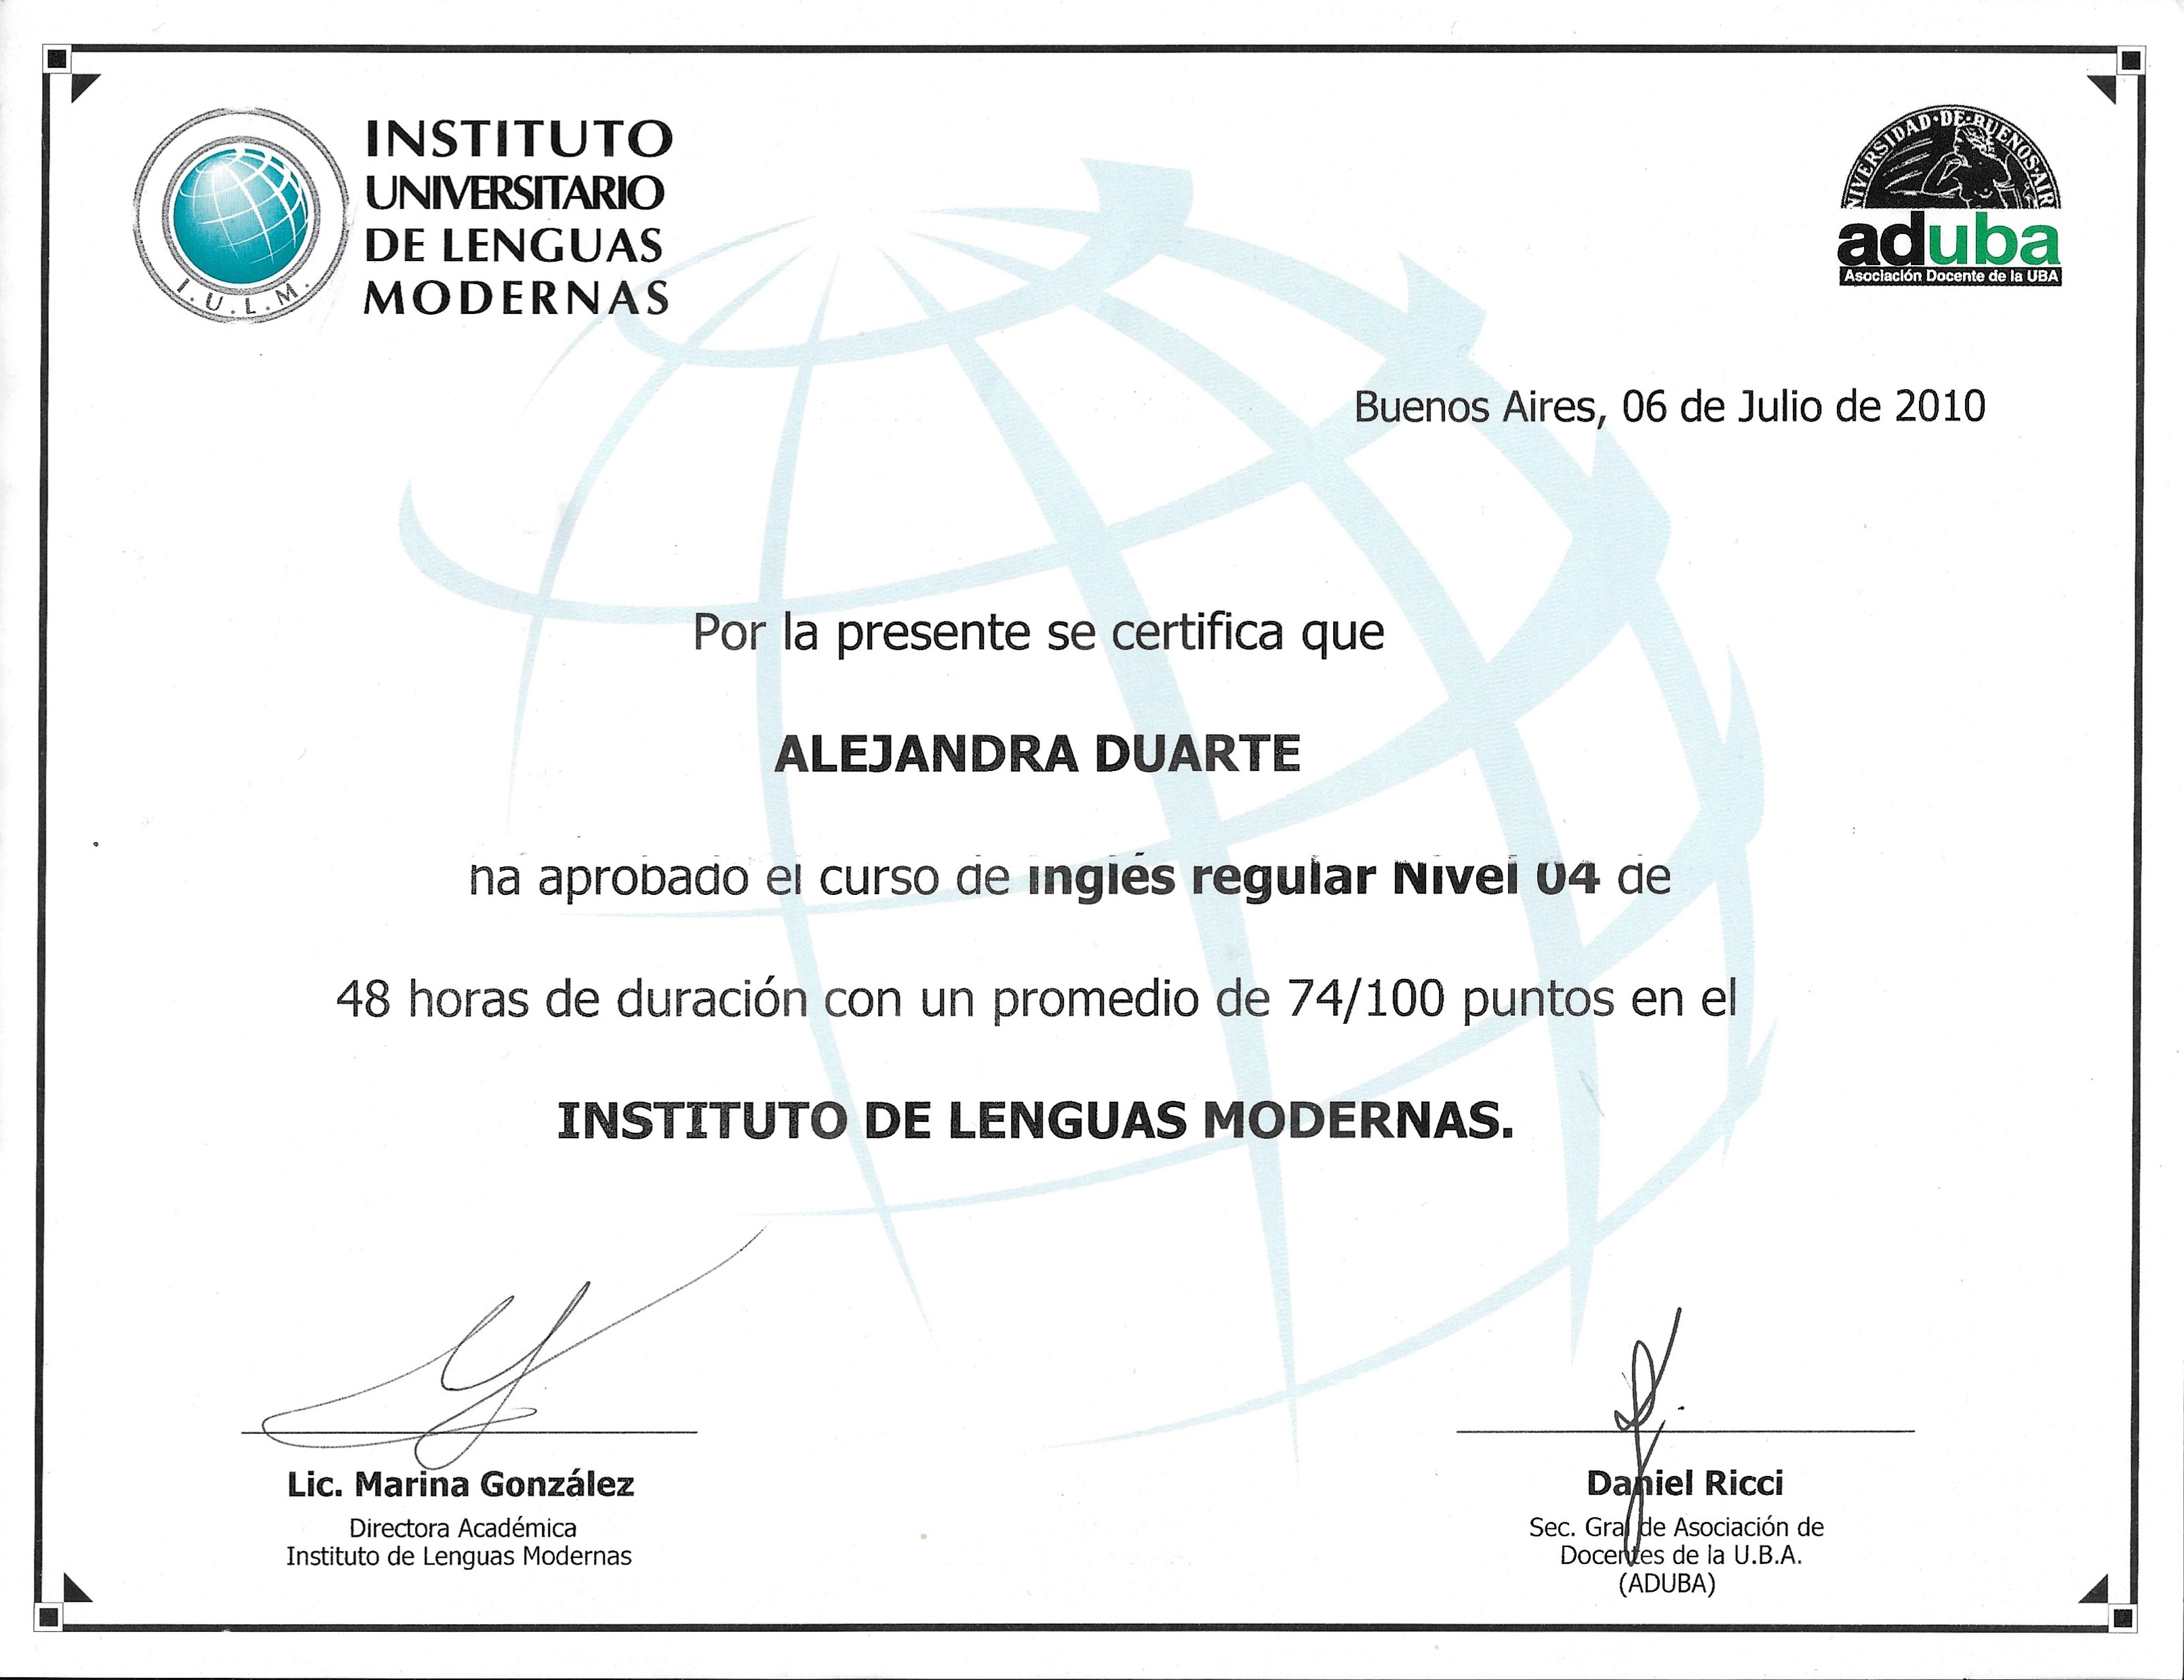 INSTITUTO
UNIVERSITARIO
DE LENGUAS
MODERNAS
I.U.L.M.
UNIVERSIDAD·DE·BUENOS·AIR
aduba
Asociación Docente de la UBA
Buenos Aires, 06 de Julio de 2010
Por la presente se certifica que
ALEJANDRA DUARTE
ha aprobado el curso de inglés regular Nivel 04 de
48 horas de duración con un promedio de 74/100 puntos en el
INSTITUTO DE LENGUAS MODERNAS.
Lic. Marina González
Directora Académica
Instituto de Lenguas Modernas
Daniel Ricci
Sec. Gral de Asociación de
Docentes de la U.B.A.
(ADUBA)